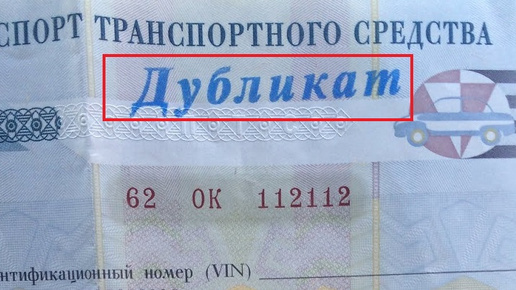 СПОРТ ТРАНСПОРТНОГО СРЕДСТВА
Дубликат
62 ОК 112112
нтификационный номер (VIN)